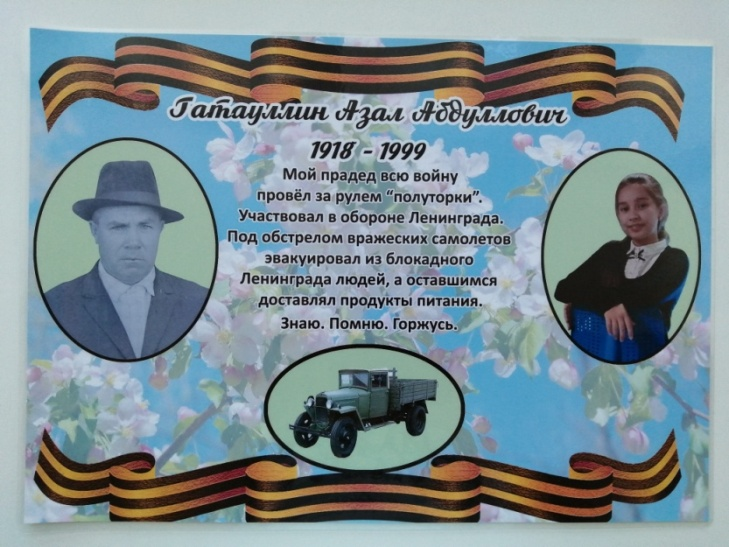 Гатауллин Азал Абдуллович
1918 - 1999
Мой прадед всю войну
провёл за рулем “полуторки”.
Участвовал в обороне Ленинграда.
Под обстрелом вражеских самолетов
эвакуировал из блокадного
Ленинграда людей, а оставшимся
доставлял продукты питания.
Знаю. Помню. Горжусь.